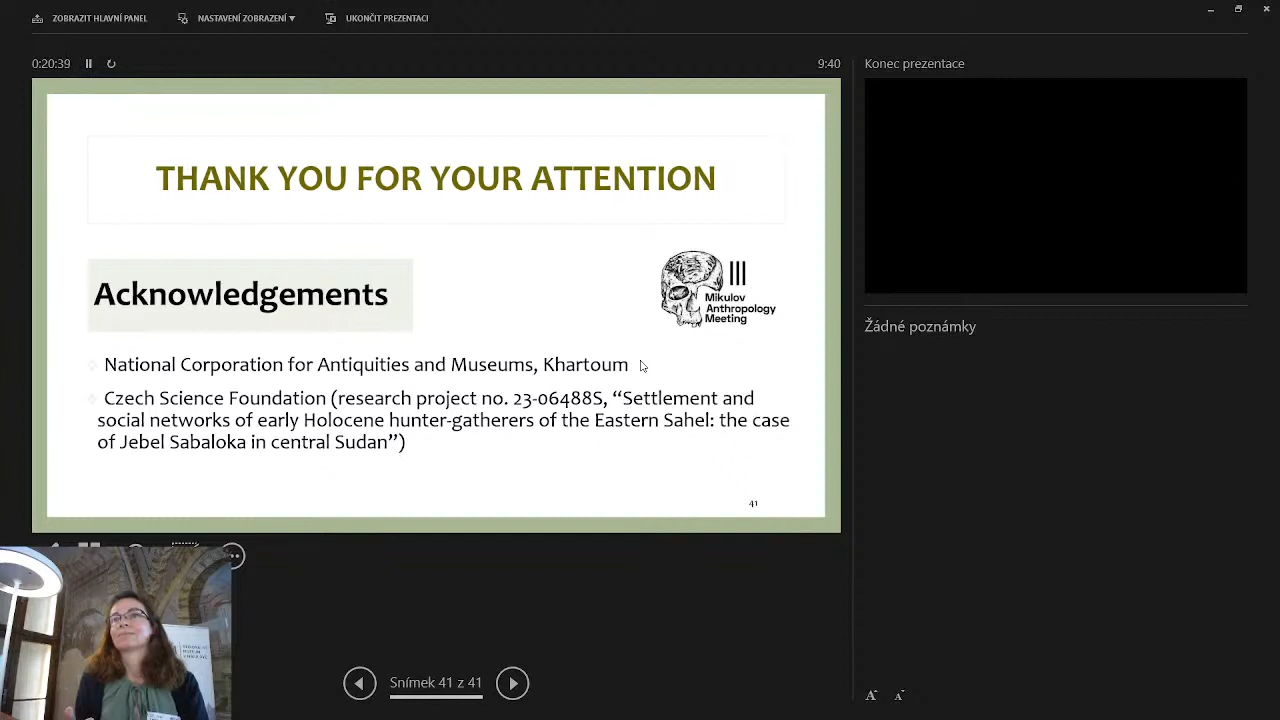 ZOBRAZIT HLAVNÍ PANEL
NASTAVENÍ ZOBRAZENÍ ▼
UKONČIT PREZENTACI
0:20:39
9:40
Konec prezentace
THANK YOU FOR YOUR ATTENTION
Acknowledgements
III
Mikulov
Anthropology
Meeting
National Corporation for Antiquities and Museums, Khartoum
Czech Science Foundation (research project no. 23-06488S, “Settlement and
social networks of early Holocene hunter-gatherers of the Eastern Sahel: the case
of Jebel Sabaloka in central Sudan”)
41
Žádné poznámky
Snímek 41 z 41
A
A